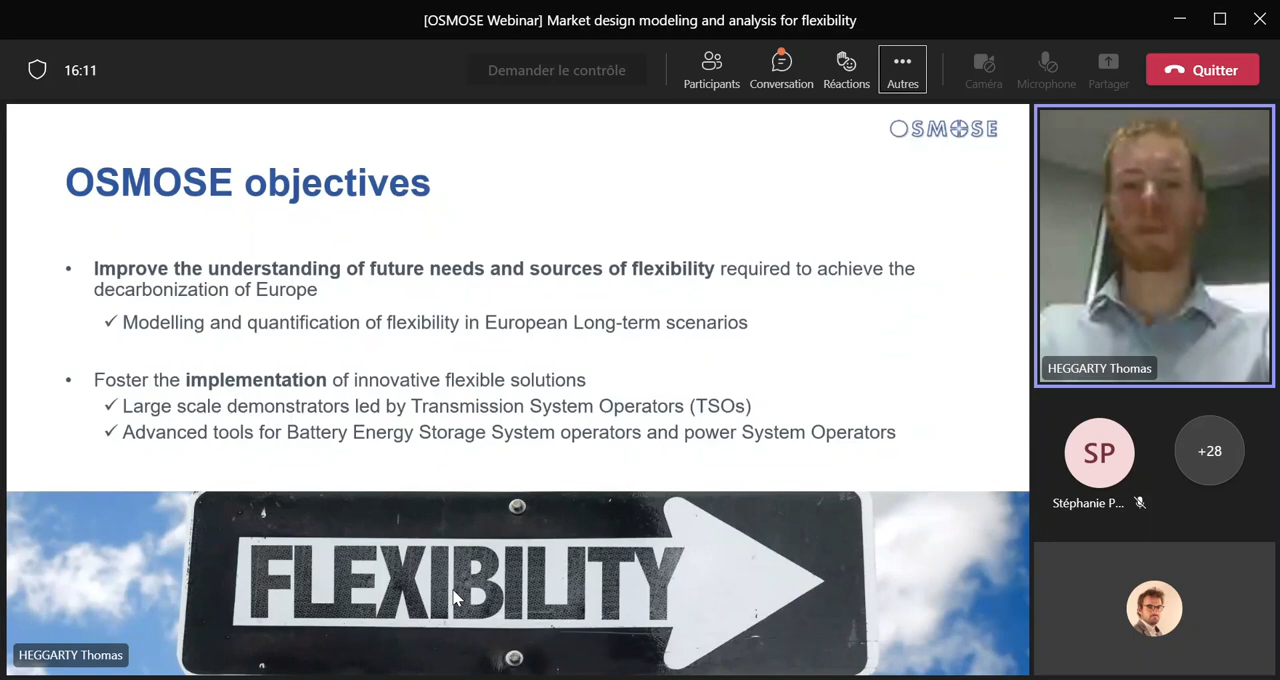 [OSMOSE Webinar] Market design modeling and analysis for flexibility
16:11
Demander le contrôle
Participants
Conversation
Réactions
Autres
Caméra
Microphone
Partager
Quitter
OSMOSE
OSMOSE objectives
• Improve the understanding of future needs and sources of flexibility required to achieve the
decarbonization of Europe
✓ Modelling and quantification of flexibility in European Long-term scenarios
• Foster the implementation of innovative flexible solutions
✓ Large scale demonstrators led by Transmission System Operators (TSOs)
✓ Advanced tools for Battery Energy Storage System operators and power System Operators
FLEXIBILITY
HEGGARTY Thomas
HEGGARTY Thomas
SP
+28
Stéphanie P...